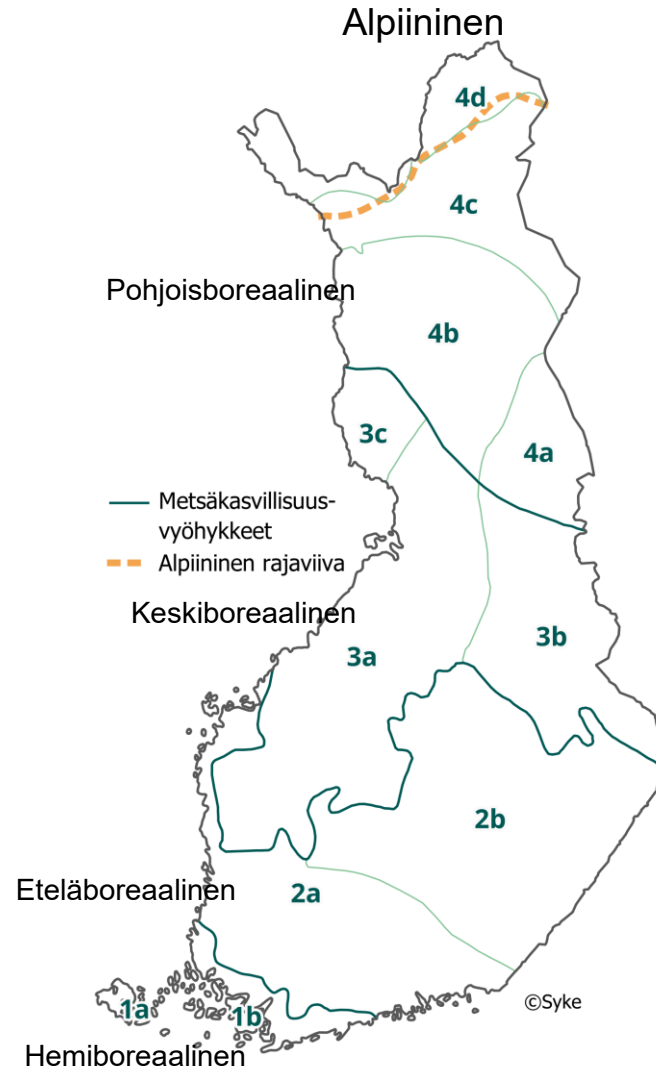 Alpiininen
4d
4c
Pohjoisboreaalinen
4b
3c
4a
Metsäkasvillisuus-
vyöhykkeet
Alpiininen rajaviiva
Keskiboreaalinen
3b
3a
2b
Eteläboreaalinen
2a
1a
1b
©Syke
Hemiboreaalinen